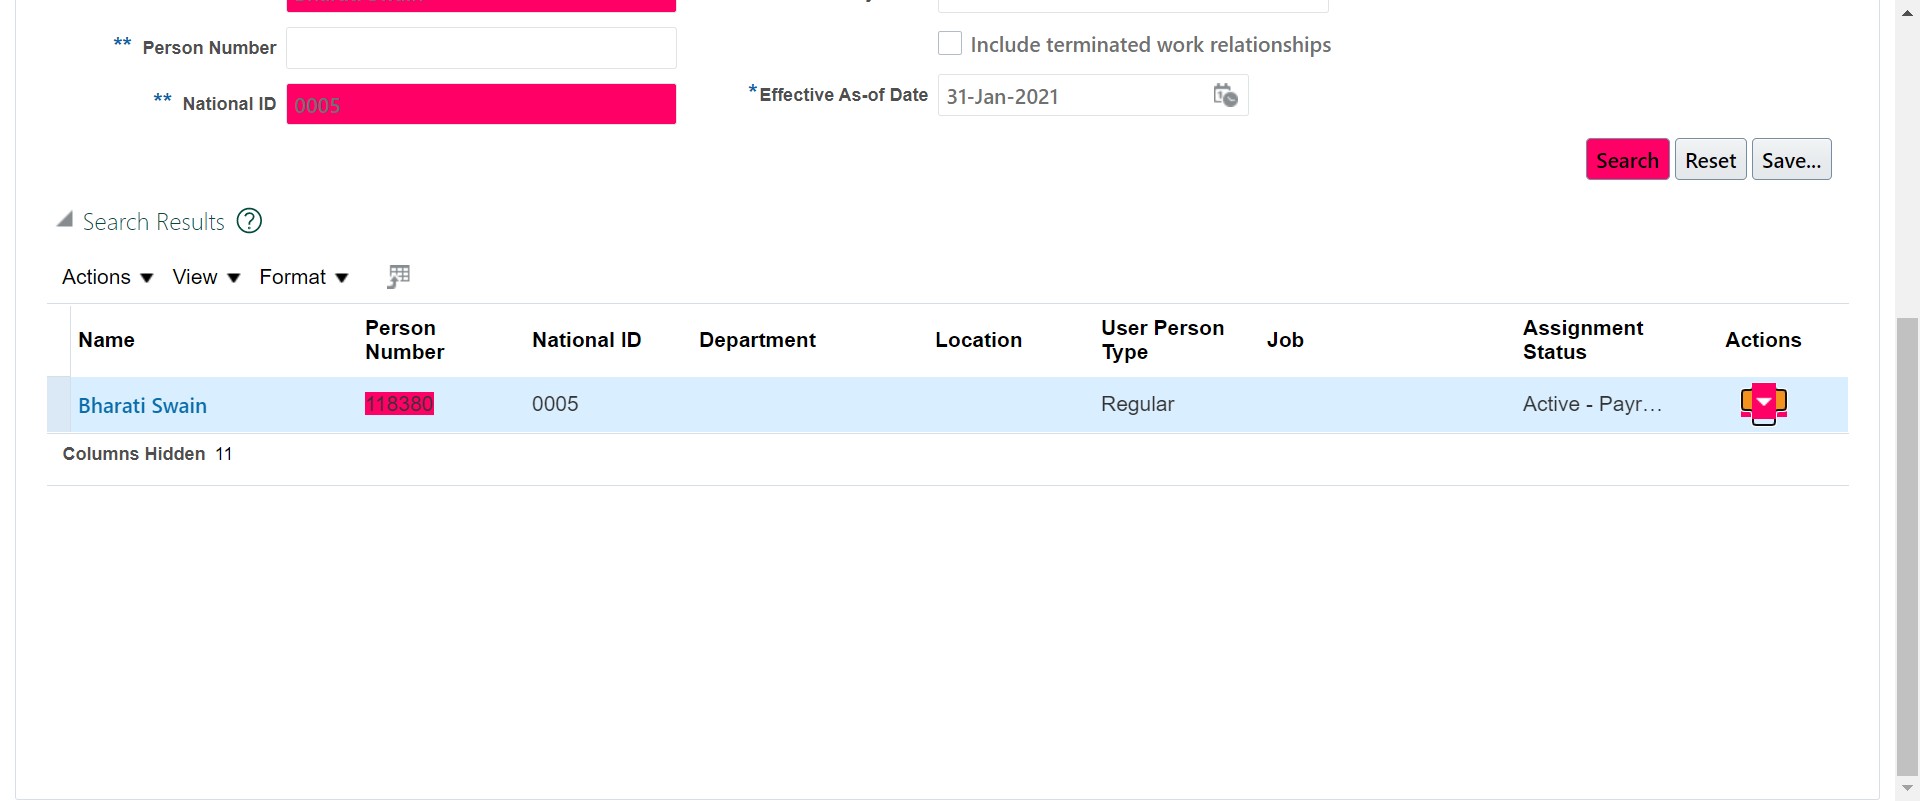 ** Person Number
Include terminated work relationships
** National ID 0005
*Effective As-of Date 31-Jan-2021
Search Reset Save...
Search Results ?
Actions View Format
Name Person Number National ID Department Location User Person Type Job Assignment Status Actions
Bharati Swain 118380 0005 Regular Active - Payr...
Columns Hidden 11